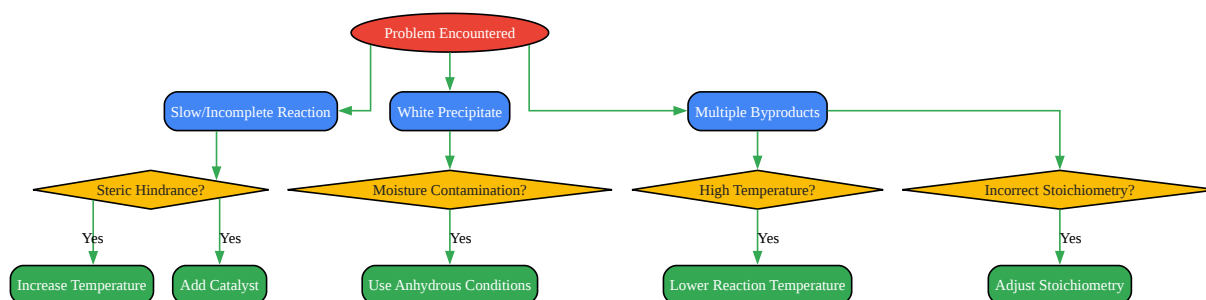 Problem Encountered
Slow/Incomplete Reaction
White Precipitate
Multiple Byproducts
Steric Hindrance?
Moisture Contamination?
High Temperature?
Incorrect Stoichiometry?
Yes
Yes
Yes
Yes
Yes
Increase Temperature
Add Catalyst
Use Anhydrous Conditions
Lower Reaction Temperature
Adjust Stoichiometry